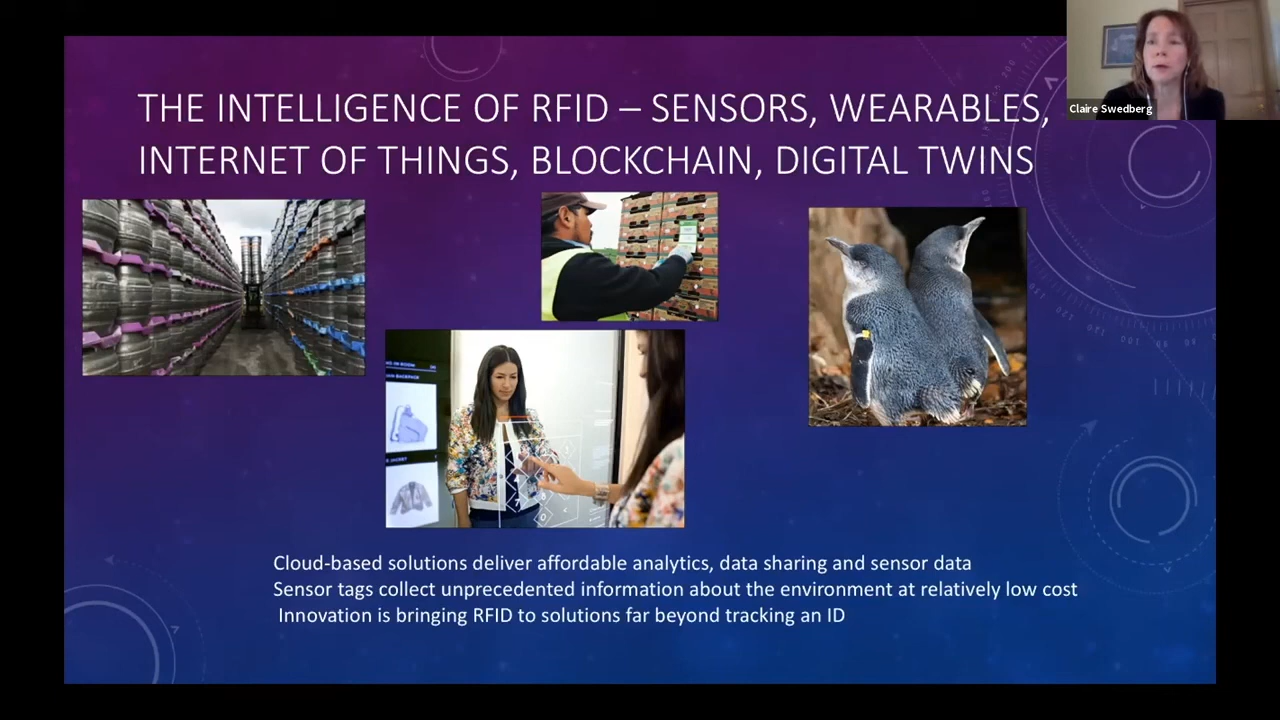 Claire Swedberg
THE INTELLIGENCE OF RFID – SENSORS, WEARABLES,
INTERNET OF THINGS, BLOCKCHAIN, DIGITAL TWINS
Cloud-based solutions deliver affordable analytics, data sharing and sensor data
Sensor tags collect unprecedented information about the environment at relatively low cost
Innovation is bringing RFID to solutions far beyond tracking an ID